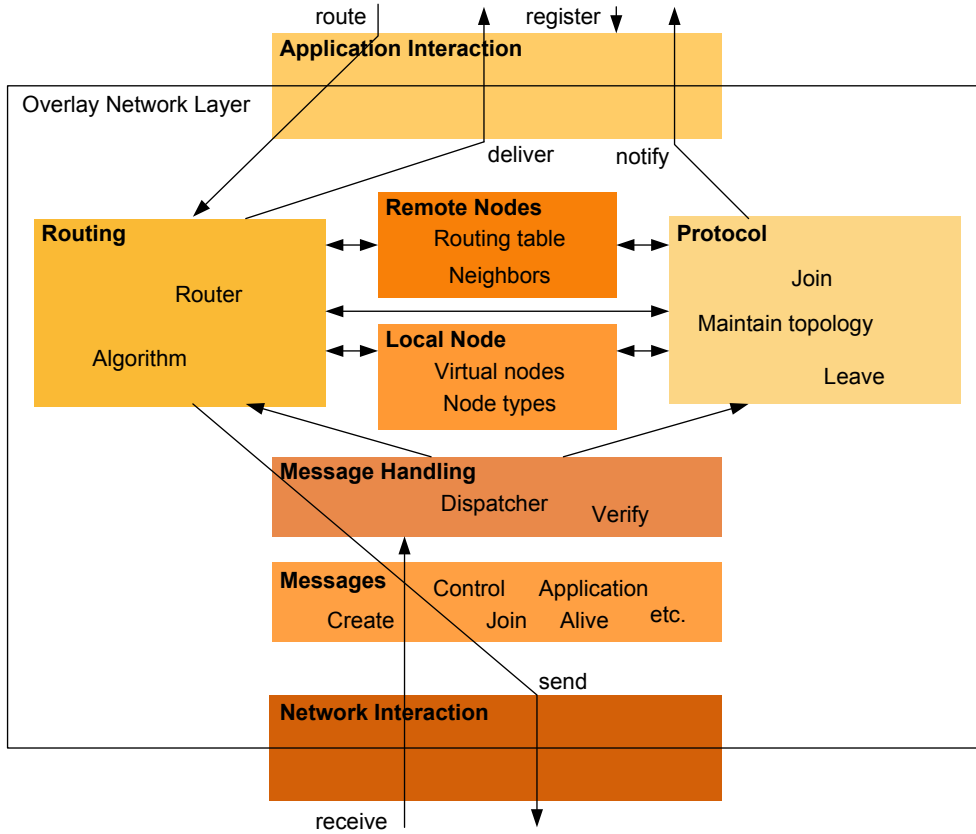 route
register
Application Interaction
Overlay Network Layer
deliver
notify
Routing
Router
Algorithm
Remote Nodes
Routing table
Neighbors
Local Node
Virtual nodes
Node types
Protocol
Join
Maintain topology
Leave
Message Handling
Dispatcher
Verify
Messages
Control
Application
Create
Join
Alive
etc.
send
Network Interaction
receive